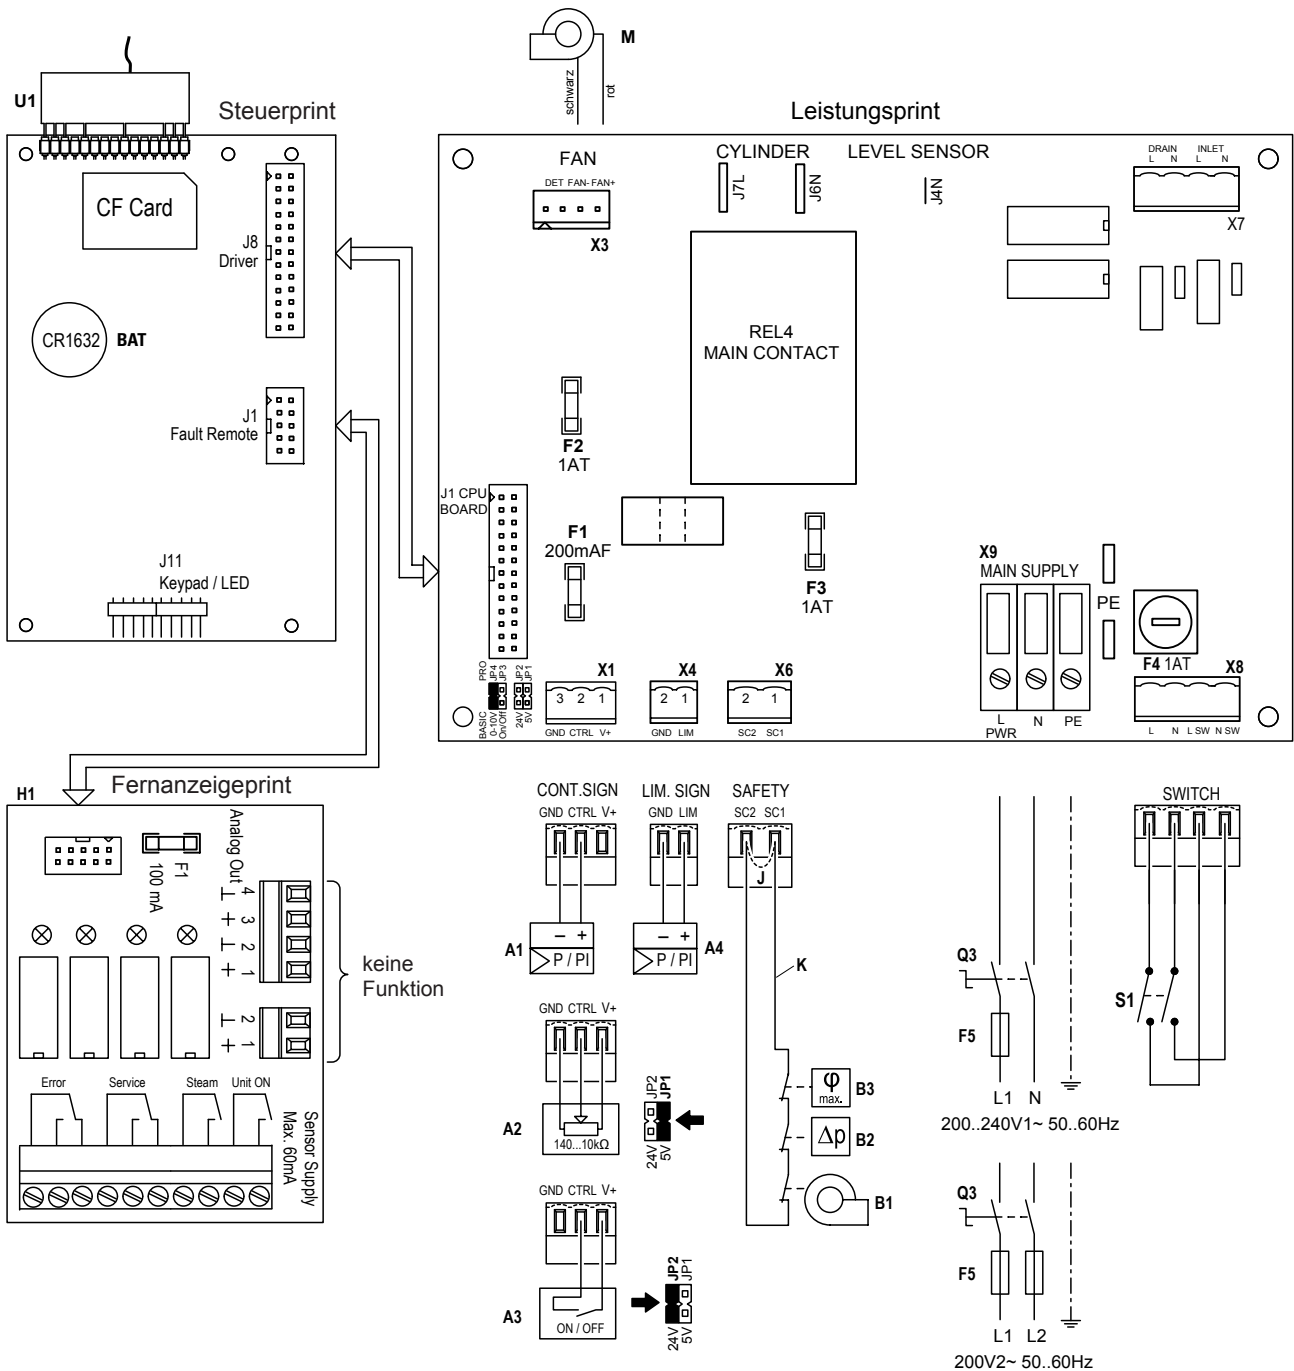 M
schwarz
rot
U1
Steuerprint
Leistungsprint
CF Card
J8
Driver
CR1632
BAT
J1
Fault Remote
J11
Keypad / LED
FAN
DET FAN- FAN+
X3
CYLINDER
J7L
J6N
LEVEL SENSOR
J4N
DRAIN
INLET
L N L N
X7
REL4
MAIN CONTACT
F2
1AT
J1 CPU
BOARD
F1
200mAF
F3
1AT
X9
MAIN SUPPLY
PE
F4 1AT
X8
PRO
JP4
JP3
JP2
JP1
BASIC
0-10V
On/Off
24V
5V
X1
3 2 1
GND CTRL V+
X4
2 1
GND LIM
X6
2 1
SC2 SC1
L
PWR
N
PE
L N L SW N SW
H1
Fernanzeigeprint
F1
100 mA
Analog Out
4
3
2
1
⊥
+
⊥
+
2
1
⊥
+
keine
Funktion
Error
Service
Steam
Unit ON
Sensor Supply
Max. 60mA
CONT.SIGN
GND CTRL V+
A1
– +
P / PI
LIM. SIGN
GND LIM
– +
P / PI
A4
SAFETY
SC2 SC1
J
K
GND CTRL V+
A2
140...10kΩ
JP2
JP1
24V
5V
φ
max.
B3
Δp
B2
B1
GND CTRL V+
A3
ON / OFF
JP2
JP1
24V
5V
Q3
F5
L1 N
200..240V1~ 50..60Hz
Q3
F5
L1 L2
200V2~ 50..60Hz
SWITCH
S1